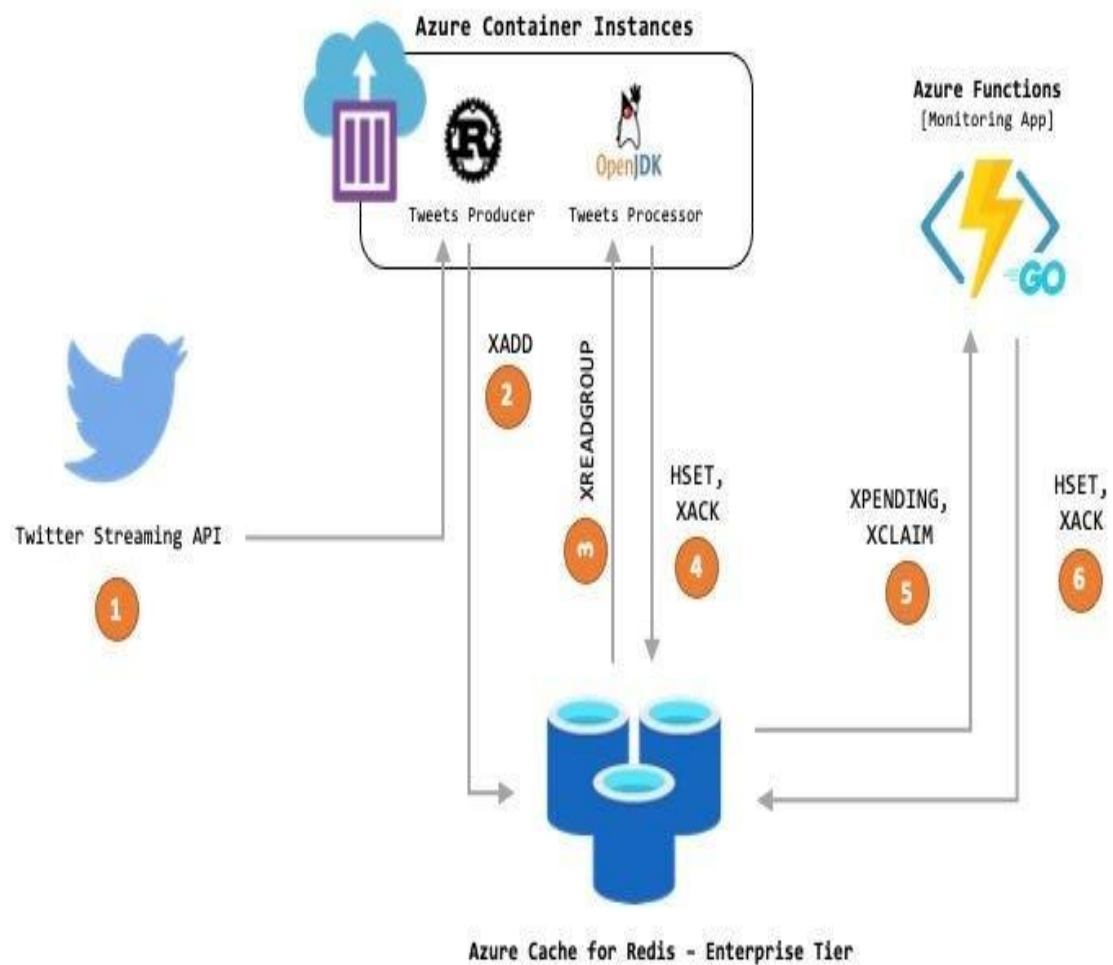 Azure Container Instances
R
OpenJDK
Tweets Producer
Tweets Processor
Azure Functions
[Monitoring App]
GO
XADD
2
XREADGROUP
3
HSET,
XACK
4
XPENDING,
XCLAIM
5
HSET,
XACK
6
Twitter Streaming API
1
Azure Cache for Redis – Enterprise Tier